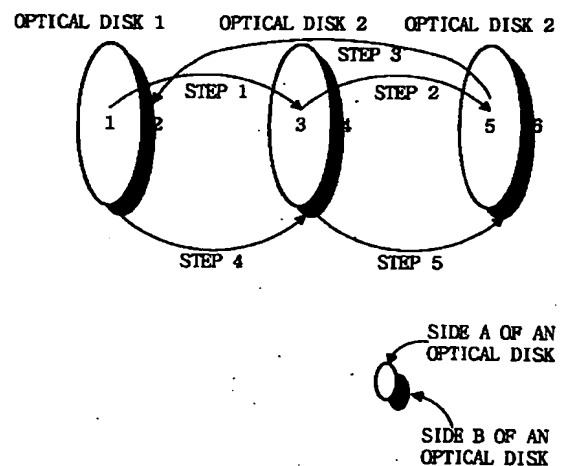 OPTICAL DISK 1 OPTICAL DISK 2 OPTICAL DISK 2
STEP 3
STEP 1 STEP 2
1 2 3 4 5 6
STEP 4 STEP 5
SIDE A OF AN
OPTICAL DISK
SIDE B OF AN
OPTICAL DISK